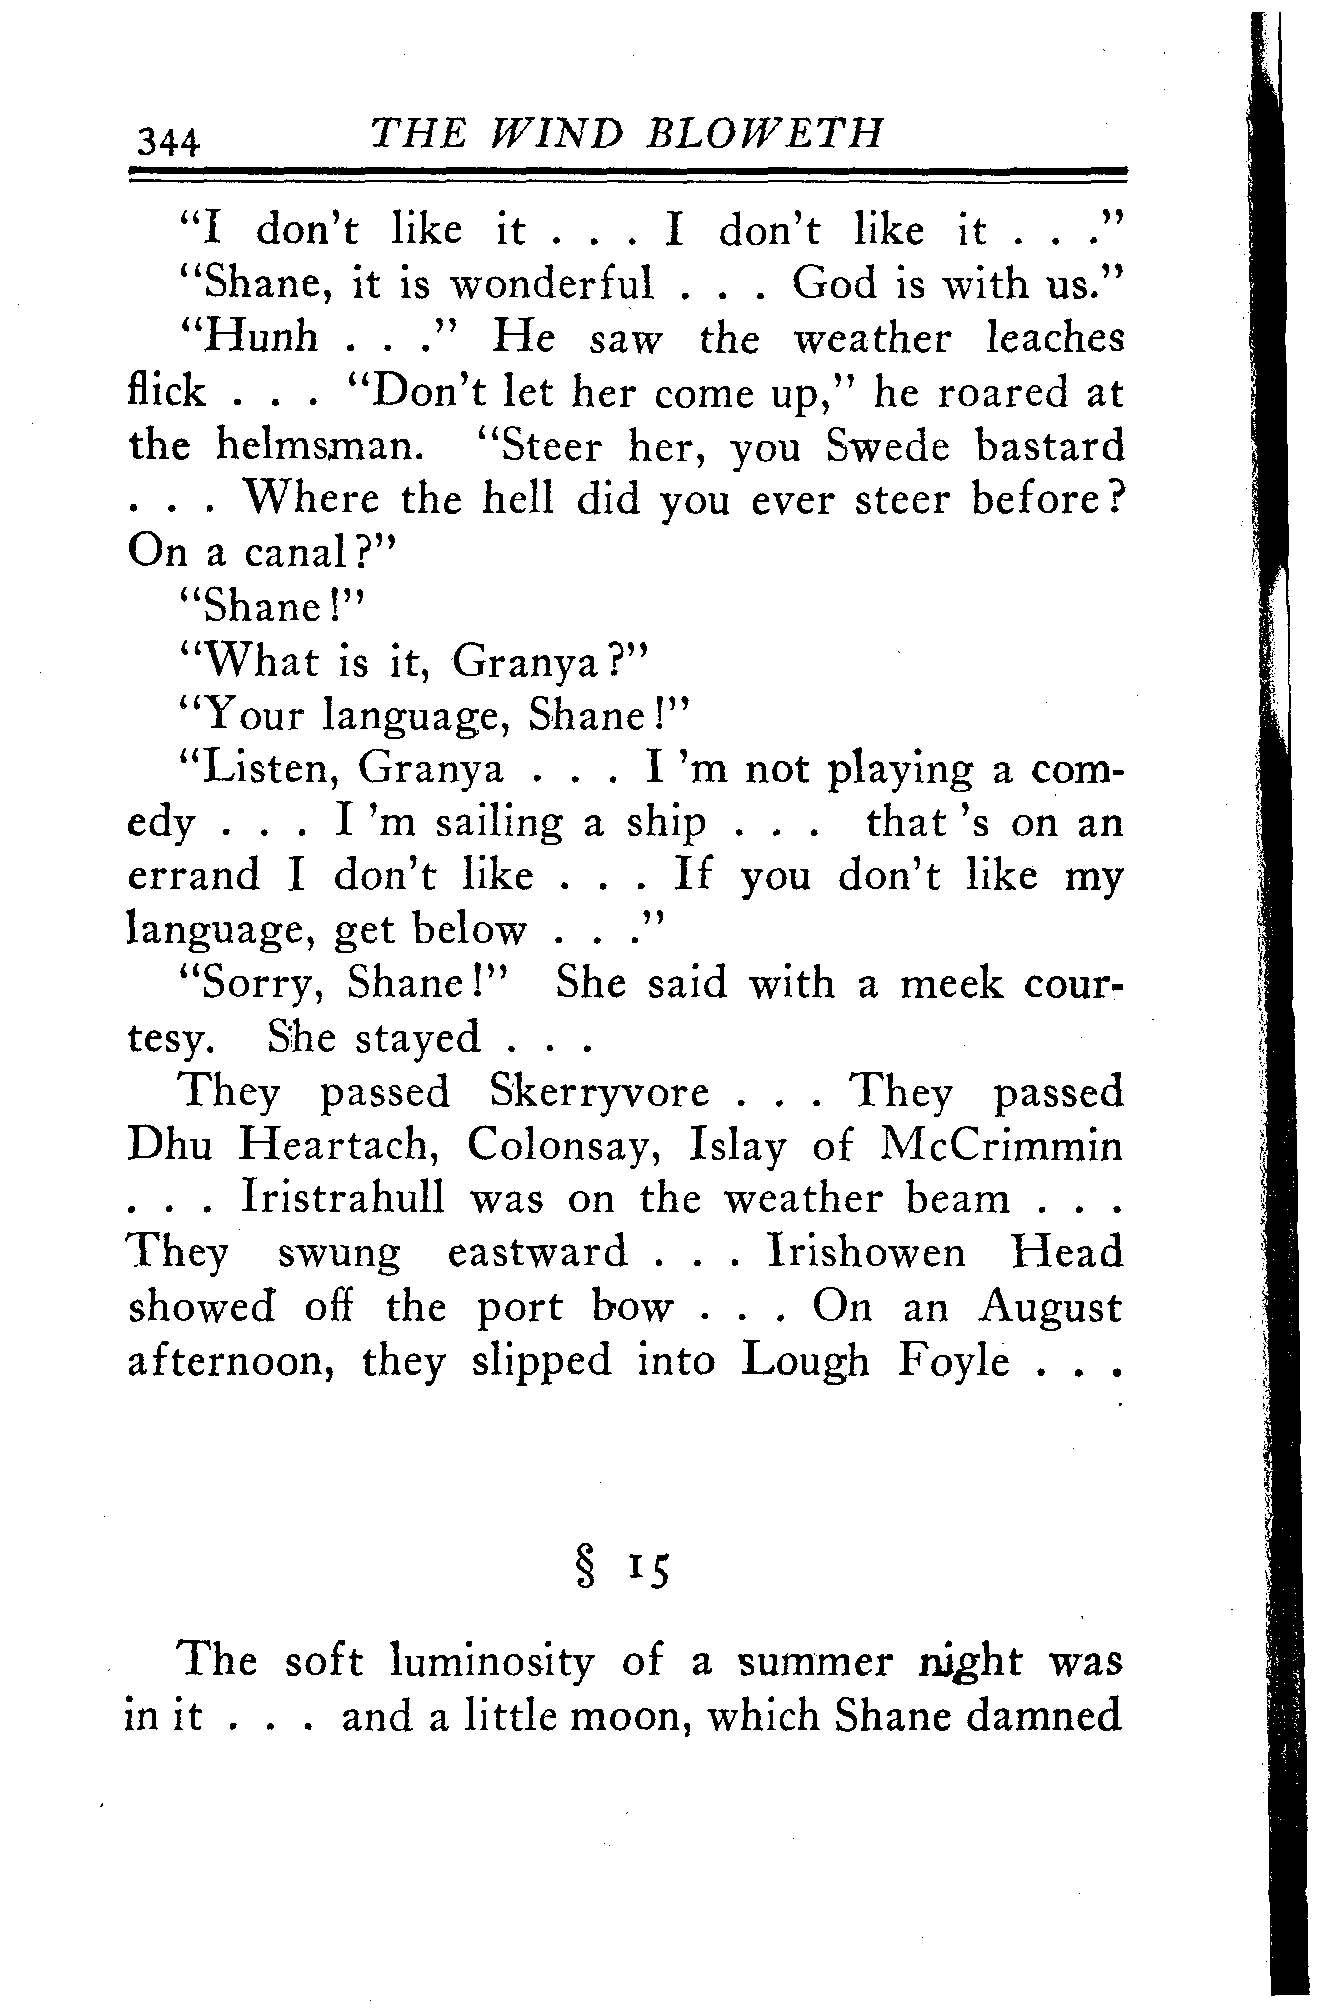 344 THE WIND BLOWETH
"I don't like it . . . I don't like it . . ."
"Shane, it is wonderful . . . God is with us."
"Hunh . . ." He saw the weather leaches
flick . . . "Don't let her come up," he roared at
the helmsman. "Steer her, you Swede bastard
. . . Where the hell did you ever steer before?
On a canal?"
"Shane!"
"What is it, Granya?"
"Your language, Shane!"
"Listen, Granya . . . I 'm not playing a com-
edy . . . I 'm sailing a ship . . . that 's on an
errand I don't like . . . If you don't like my
language, get below . . ."
"Sorry, Shane!" She said with a meek cour-
tesy. She stayed . . .
They passed Skerryvore . . . They passed
Dhu Heartach, Colonsay, Islay of McCrimmin
. . . Iristrahull was on the weather beam . . .
They swung eastward . . . Irishowen Head
showed off the port bow . . . On an August
afternoon, they slipped into Lough Foyle . . .
§ 15
The soft luminosity of a summer night was
in it . . . and a little moon, which Shane damned